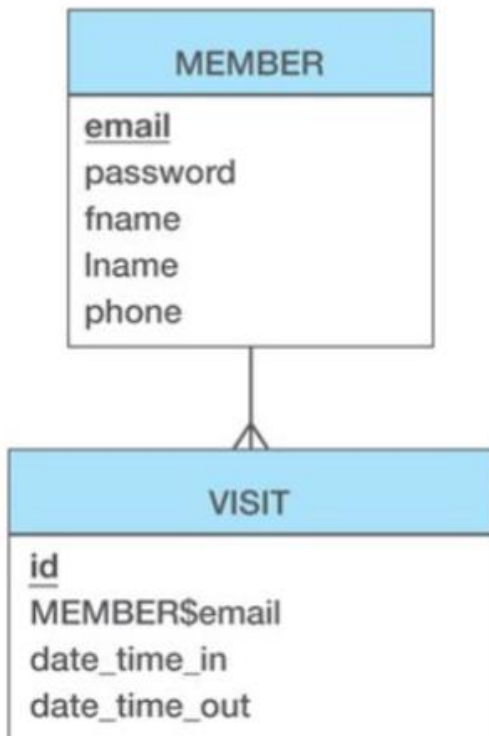 MEMBER
email
password
fname
lname
phone
VISIT
id
MEMBER$email
date_time_in
date_time_out